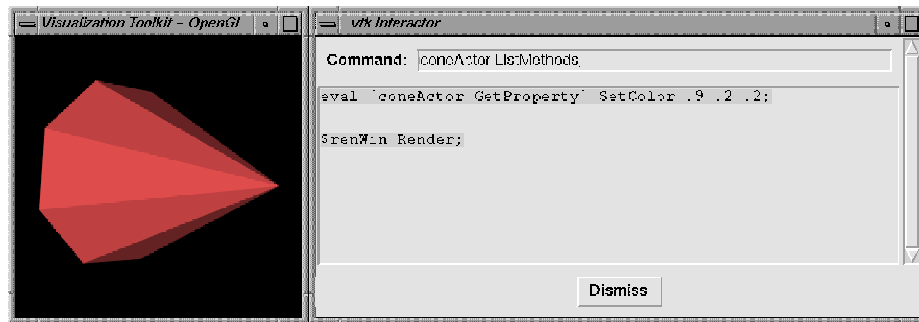 Visualization Toolkit - OpenGL
vtk Interactor
Command: coneActor ListMethods;
eval `coneActor GetProperty` SetColor .9 .2 .2;
$renWin Render;
Dismiss